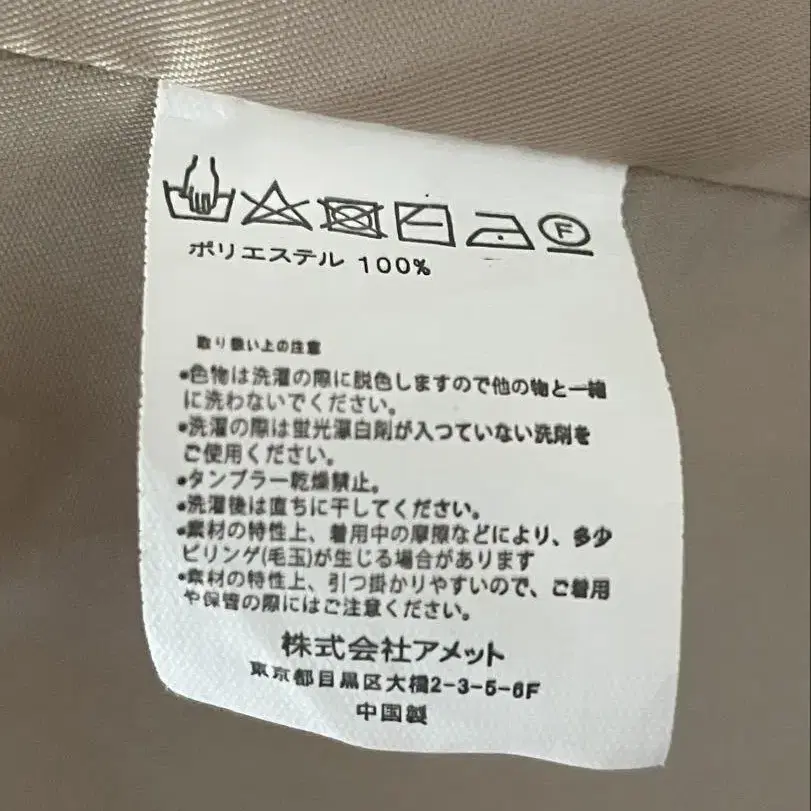 F
ポリエステル 100%
取り扱い上の注意
•色物は洗濯の際に脱色しますので他の物と一緒
に洗わないでください。
•洗濯の際は蛍光漂白剤が入つていない洗剤を
ご使用ください。
•タンブラー乾燥禁止。
•洗濯後は直ちに干してください。
•素材の特性上、着用中の摩擦などにより、多少
ピリング(毛玉)が生じる場合があります
•素材の特性上、引つ掛かりやすいので、ご着用
や保管の際にはご注意ください。
株式会社アメット
東京都目黒区大橋2-3-5-6F
中国製